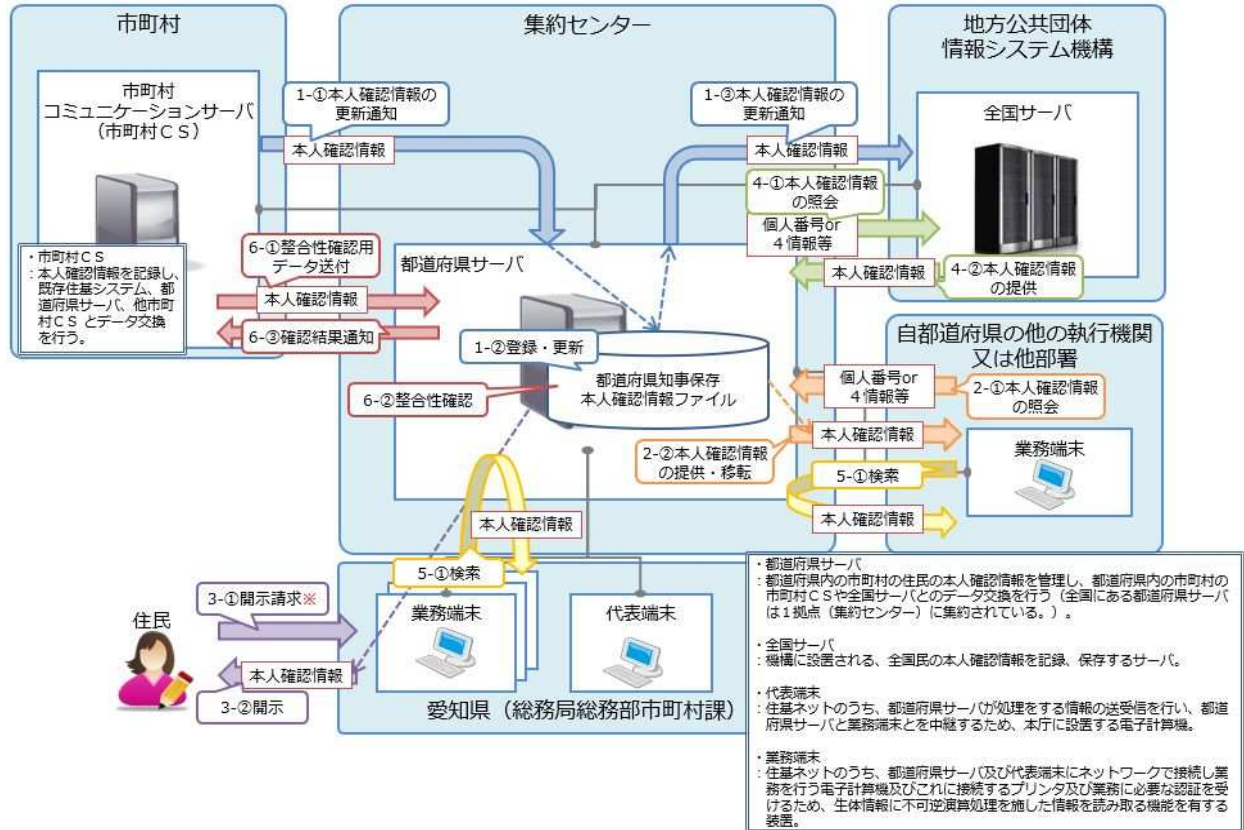 市町村
集約センター
地方公共団体
情報システム機構
市町村
コミュニケーションサーバ
（市町村ＣＳ）
1-①本人確認情報の
更新通知
本人確認情報
1-③本人確認情報の
更新通知
本人確認情報
全国サーバ
4-①本人確認情報
の照会
個人番号or
４情報等
本人確認情報
4-②本人確認情報
の提供
・市町村ＣＳ
：本人確認情報を記録し、
既存住基システム、都
道府県サーバ、他市町
村ＣＳ とデータ交換
を行う。
6-①整合性確認用
データ送付
本人確認情報
6-③確認結果通知
都道府県サーバ
1-②登録・更新
6-②整合性確認
都道府県知事保存
本人確認情報ファイル
自都道府県の他の執行機関
又は他部署
個人番号or
４情報等
2-①本人確認情報
の照会
本人確認情報
2-②本人確認情報
の提供・移転
業務端末
5-①検索
本人確認情報
本人確認情報
5-①検索
3-①開示請求※
住民
本人確認情報
3-②開示
業務端末
代表端末
愛知県（総務局総務部市町村課）
・都道府県サーバ
：都道府県内の市町村の住民の本人確認情報を管理し、都道府県内の市町村の
市町村ＣＳや全国サーバとのデータ交換を行う（全国にある都道府県サーバ
は１拠点（集約センター）に集約されている。）。
・全国サーバ
：機構に設置される、全国民の本人確認情報を記録、保存するサーバ。
・代表端末
：住基ネットのうち、都道府県サーバが処理をする情報の送受信を行い、都道
府県サーバと業務端末とを中継するため、本庁に設置する電子計算機。
・業務端末
：住基ネットのうち、都道府県サーバ及び代表端末にネットワークで接続し業
務を行う電子計算機及びこれに接続するプリンタ及び業務に必要な認証を受
けるため、生体情報に不可逆演算処理を施した情報を読み取る機能を有する
装置。